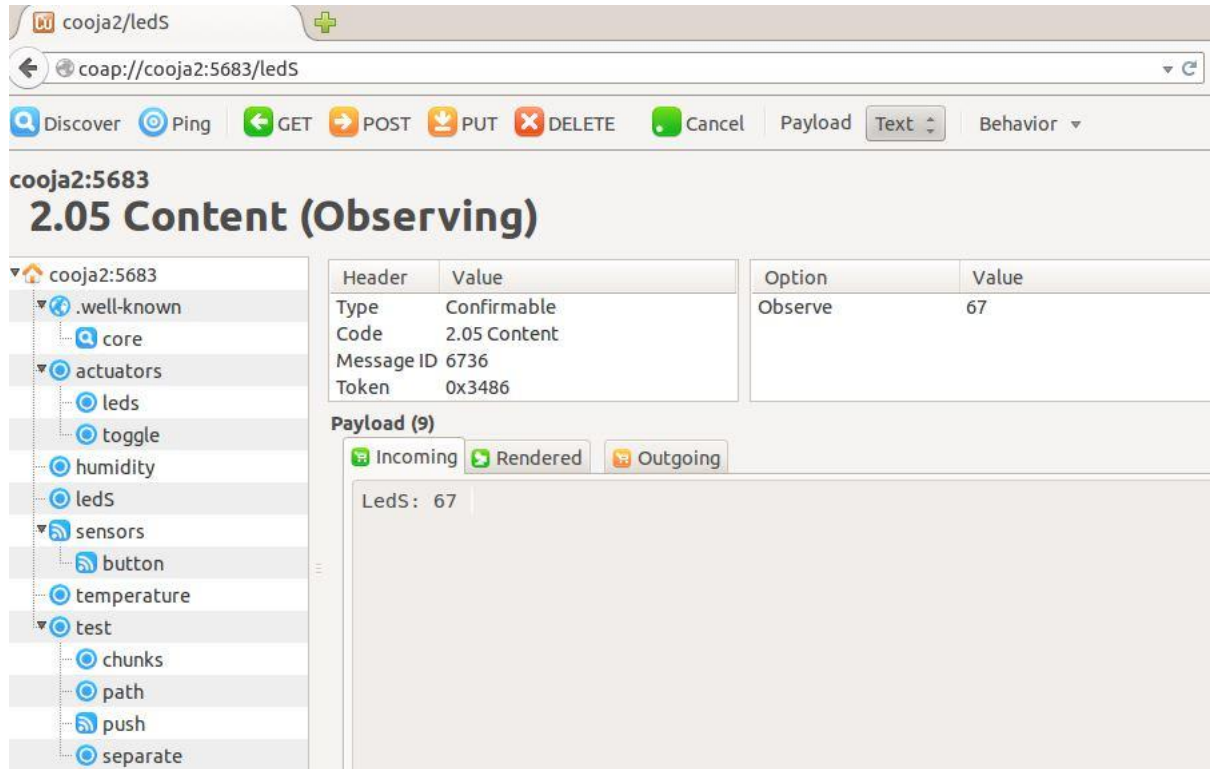 cooja2/ledS
coap://cooja2:5683/ledS
Discover Ping GET POST PUT DELETE Cancel Payload Text Behavior
cooja2:5683
2.05 Content (Observing)
cooja2:5683
.well-known
core
actuators
leds
toggle
humidity
ledS
sensors
button
temperature
test
chunks
path
push
separate
Header Value
Type Confirmable
Code 2.05 Content
Message ID 6736
Token 0x3486
Option Value
Observe 67
Payload (9)
Incoming Rendered Outgoing
LedS: 67